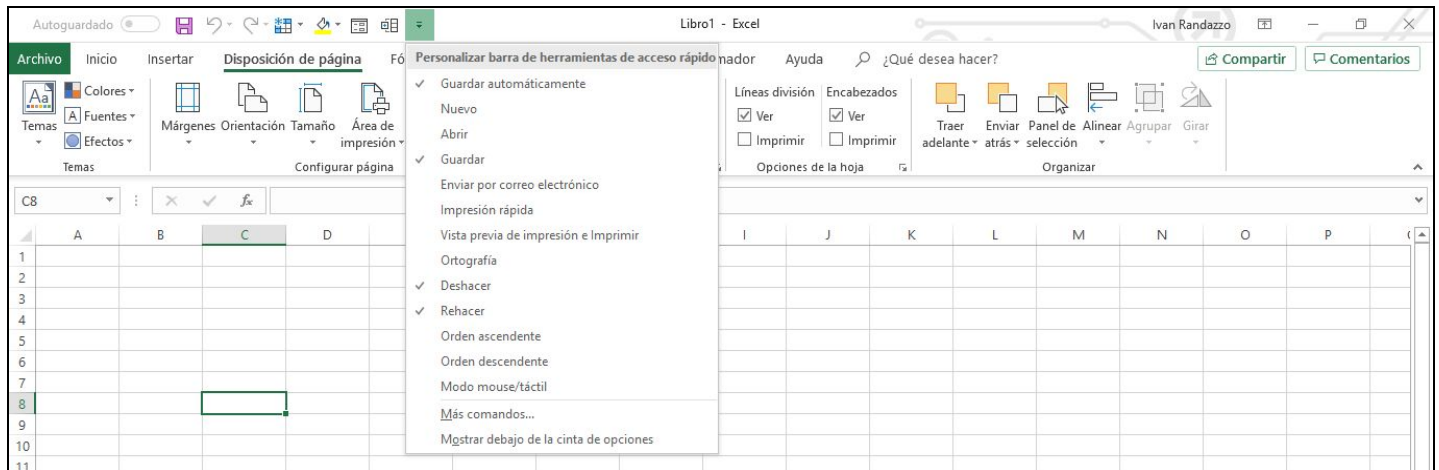 Autoguardado
Libro1 - Excel
Ivan Randazzo
Archivo Inicio Insertar Disposición de página Fó
mador Ayuda ¿Qué desea hacer? Compartir Comentarios
Personalizar barra de herramientas de acceso rápido
Guardar automáticamente
Nuevo
Abrir
Guardar
Enviar por correo electrónico
Impresión rápida
Vista previa de impresión e Imprimir
Ortografía
Deshacer
Rehacer
Orden ascendente
Orden descendente
Modo mouse/táctil
Más comandos...
Mostrar debajo de la cinta de opciones
Aa
Temas
Colores
A Fuentes
Efectos
Temas
Márgenes Orientación Tamaño Área de
impresión
Configurar página
Líneas división Encabezados
Ver Ver
Imprimir Imprimir
Opciones de la hoja
Traer
adelante
Enviar
atrás
Panel de
selección
Alinear Agrupar Girar
Organizar
C8
fx
A B C D I J K L M N O P
1
2
3
4
5
6
7
8
9
10
11